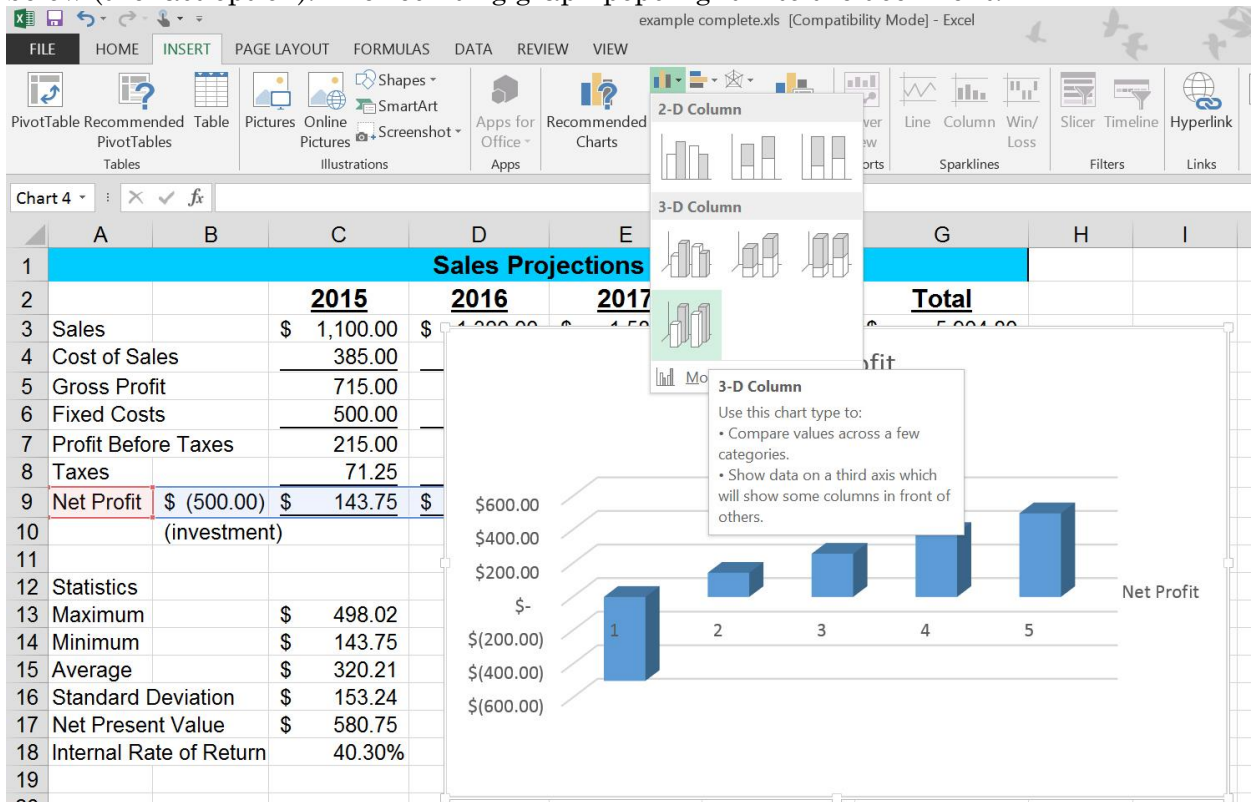 example complete.xls [Compatibility Mode] - Excel
FILE HOME INSERT PAGE LAYOUT FORMULAS DATA REVIEW VIEW
PivotTable Recommended PivotTables Table
Tables
Pictures Online Pictures Shapes SmartArt Screenshot
Illustrations
Apps for Office
Apps
Recommended Charts
Line Column Win/Loss
Sparklines
Slicer Timeline
Filters
Hyperlink
Links
2-D Column
3-D Column
3-D Column
Use this chart type to:
• Compare values across a few
categories.
• Show data on a third axis which
will show some columns in front of
others.
Chart 4 fx
A B C D E G H I
1 Sales Projections
2 2015 2016 2017 Total
3 Sales $ 1,100.00 $
4 Cost of Sales 385.00
5 Gross Profit 715.00
6 Fixed Costs 500.00
7 Profit Before Taxes 215.00
8 Taxes 71.25
9 Net Profit $ (500.00) $ 143.75 $
10 (investment)
11
12 Statistics
13 Maximum $ 498.02
14 Minimum $ 143.75
15 Average $ 320.21
16 Standard Deviation $ 153.24
17 Net Present Value $ 580.75
18 Internal Rate of Return 40.30%
19
$600.00
$400.00
$200.00
$-
$(200.00)
$(400.00)
$(600.00)
1 2 3 4 5
Net Profit